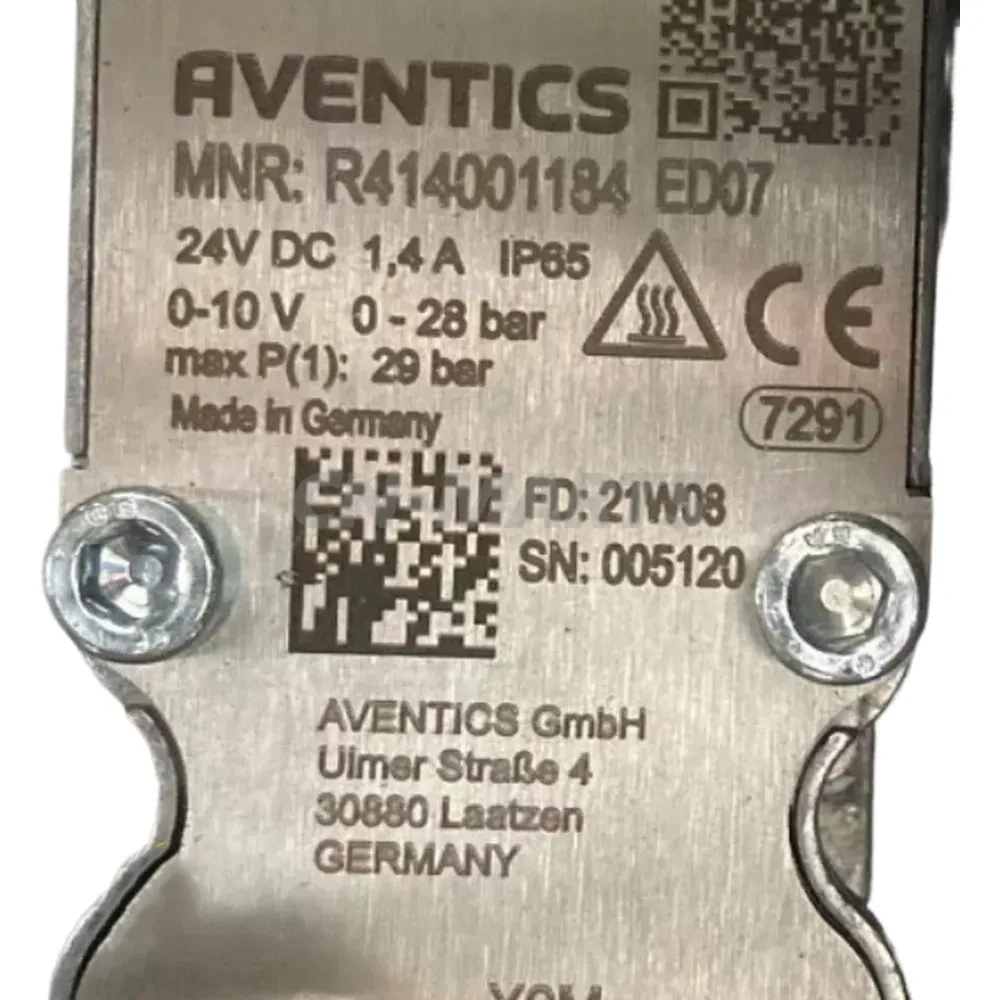 AVENTICS
MNR: R414001184 ED07
24V DC 1,4 A IP65
0-10 V 0 - 28 bar
max P(1): 29 bar
Made in Germany
CE
7291
FD: 21W08
SN: 005120
AVENTICS GmbH
Ulmer Straße 4
30880 Laatzen
GERMANY